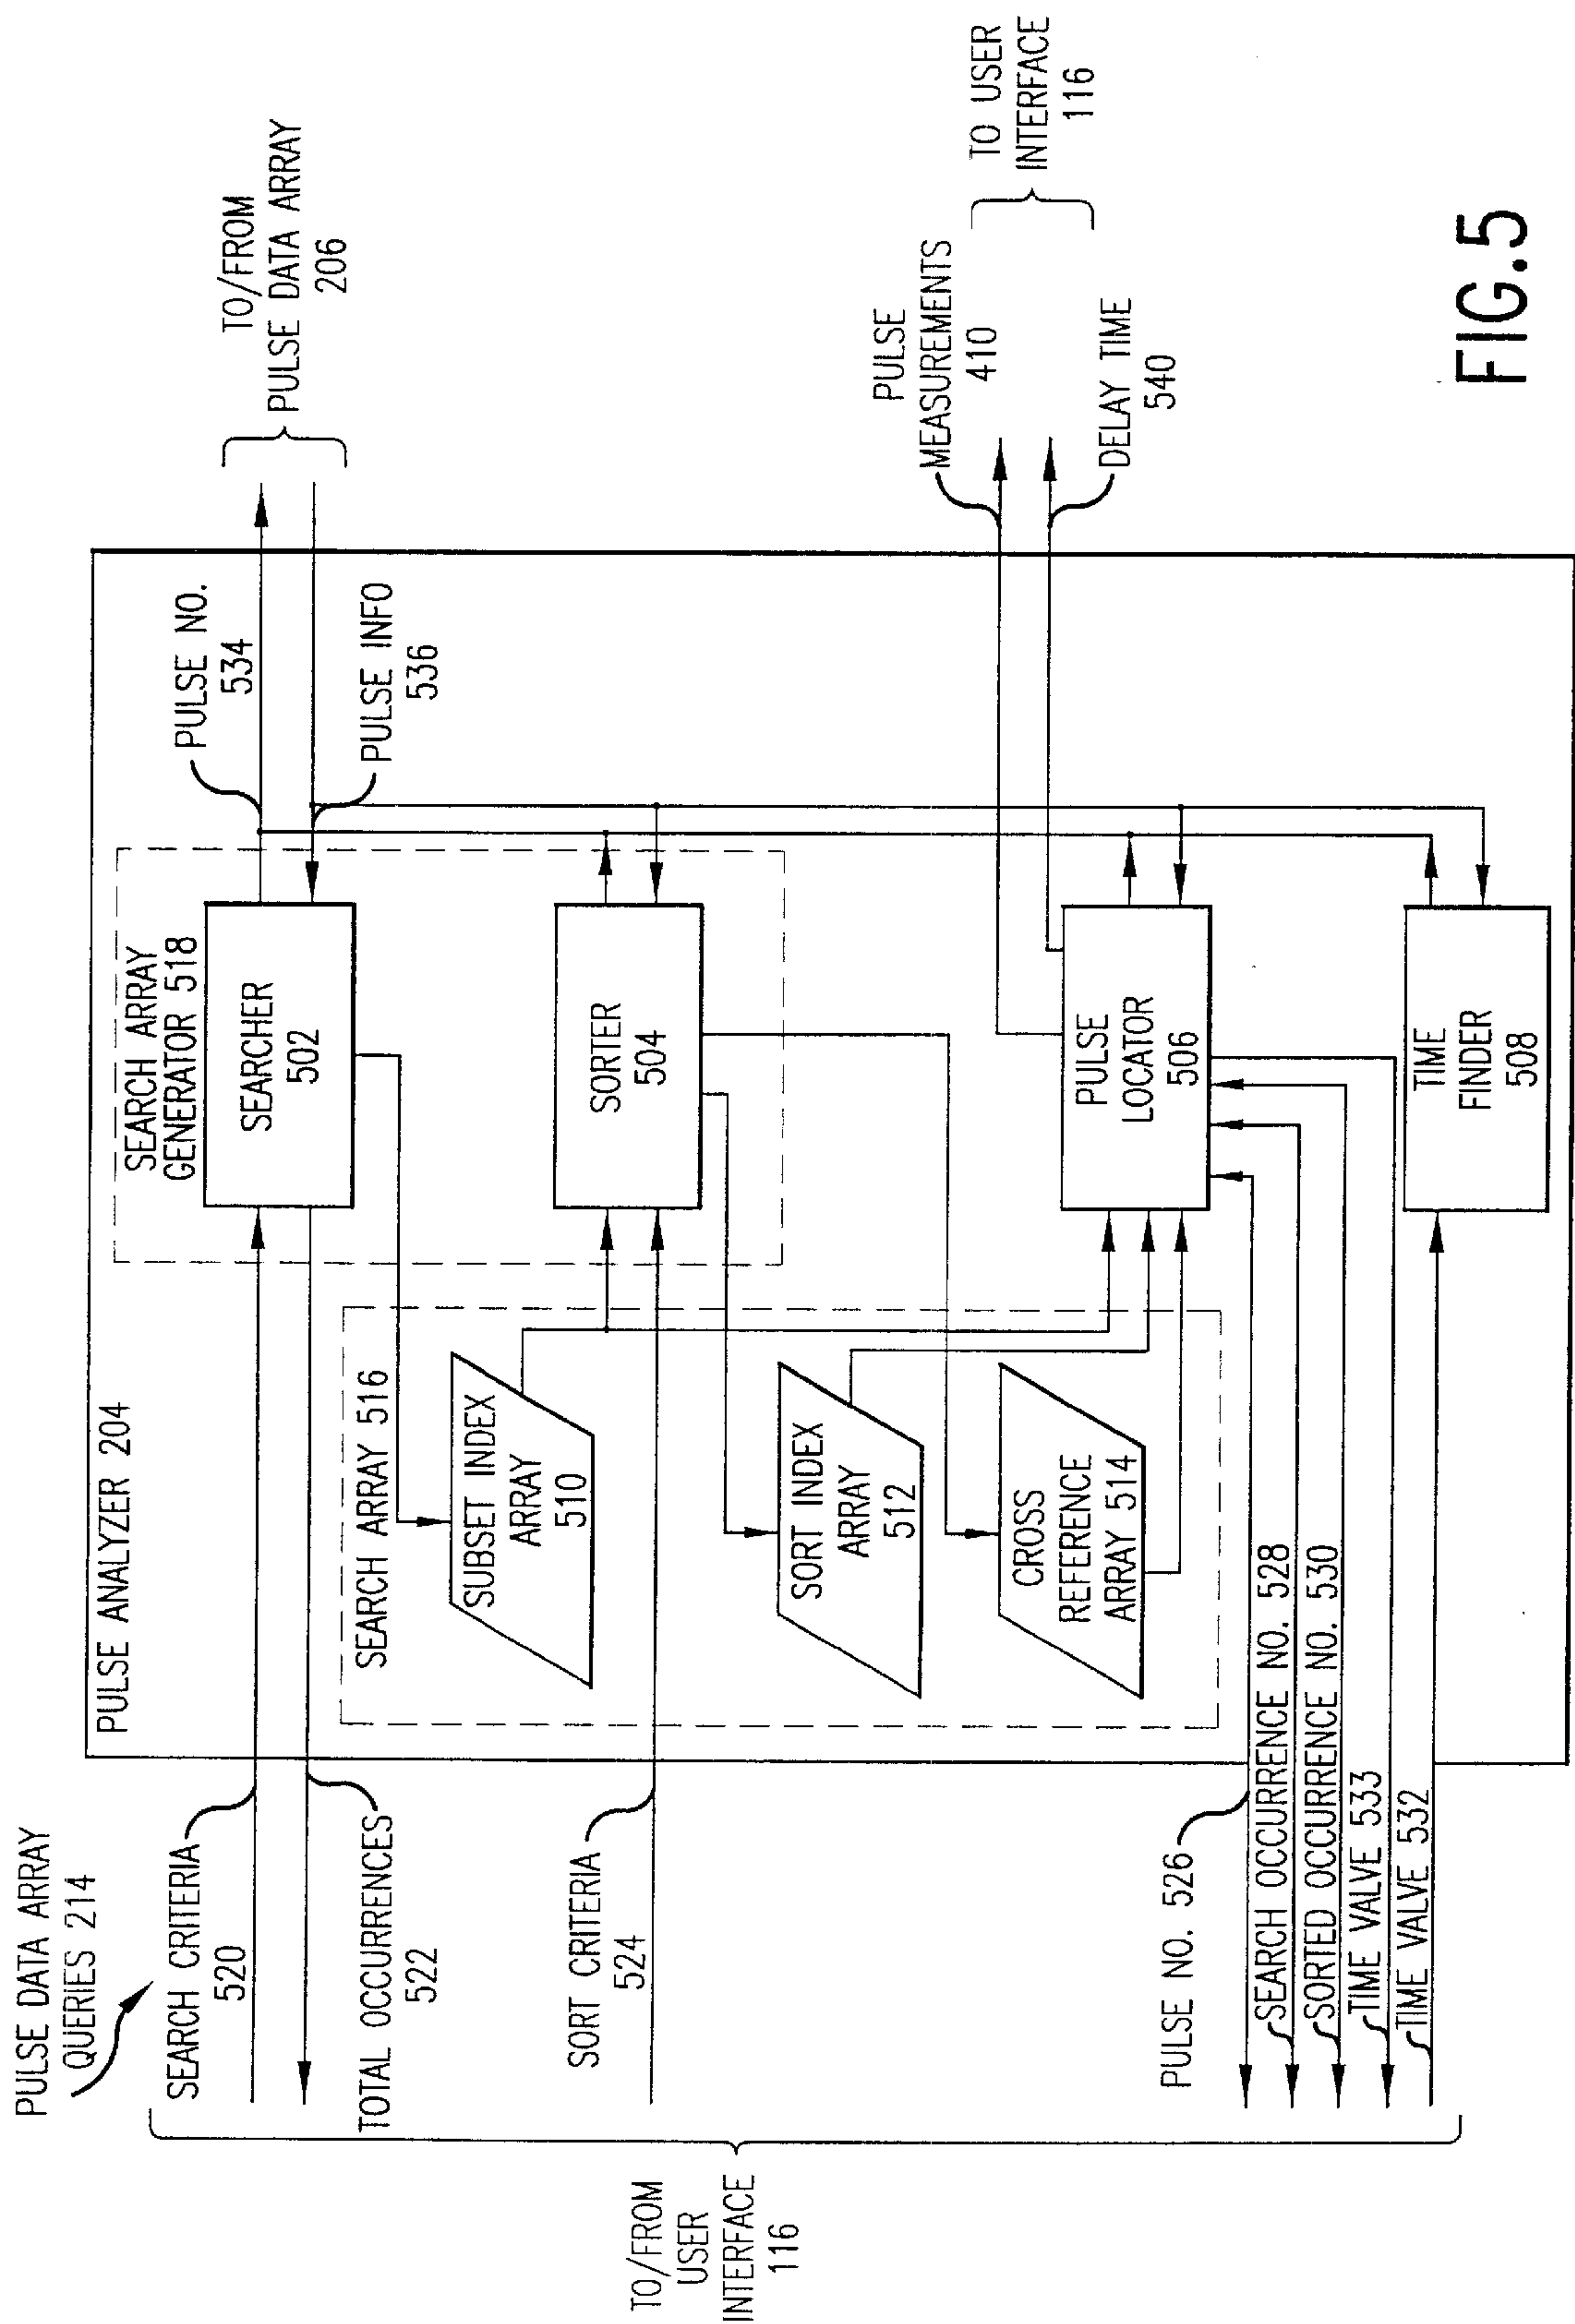 PULSE DATA ARRAY
QUERIES 214
SEARCH CRITERIA
520
TOTAL OCCURRENCES
522
SORT CRITERIA
524
TO/FROM
USER
INTERFACE
116
PULSE NO. 526
SEARCH OCCURRENCE NO. 528
SORTED OCCURRENCE NO. 530
TIME VALVE 533
TIME VALVE 532
PULSE ANALYZER 204
SEARCH ARRAY 516
SUBSET INDEX
ARRAY
510
SORT INDEX
ARRAY
512
CROSS
REFERENCE
ARRAY 514
SEARCH ARRAY
GENERATOR 518
SEARCHER
502
SORTER
504
PULSE
LOCATOR
506
TIME
FINDER
508
PULSE NO.
534
PULSE INFO
536
TO/FROM
PULSE DATA ARRAY
206
PULSE
MEASUREMENTS
410
DELAY TIME
540
TO USER
INTERFACE
116
FIG.5